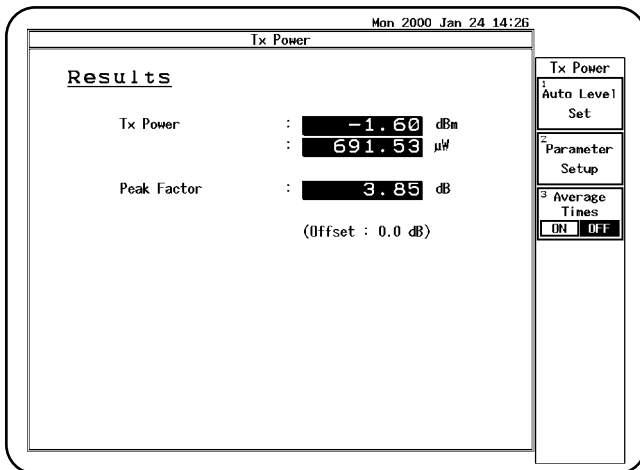 Mon 2000 Jan 24 14:26
Tx Power
Results
Tx Power : -1.60 dBm
: 691.53 µW
Peak Factor : 3.85 dB
(Offset : 0.0 dB)
Tx Power
1
Auto Level
Set
2
Parameter
Setup
3 Average
Times
ON OFF